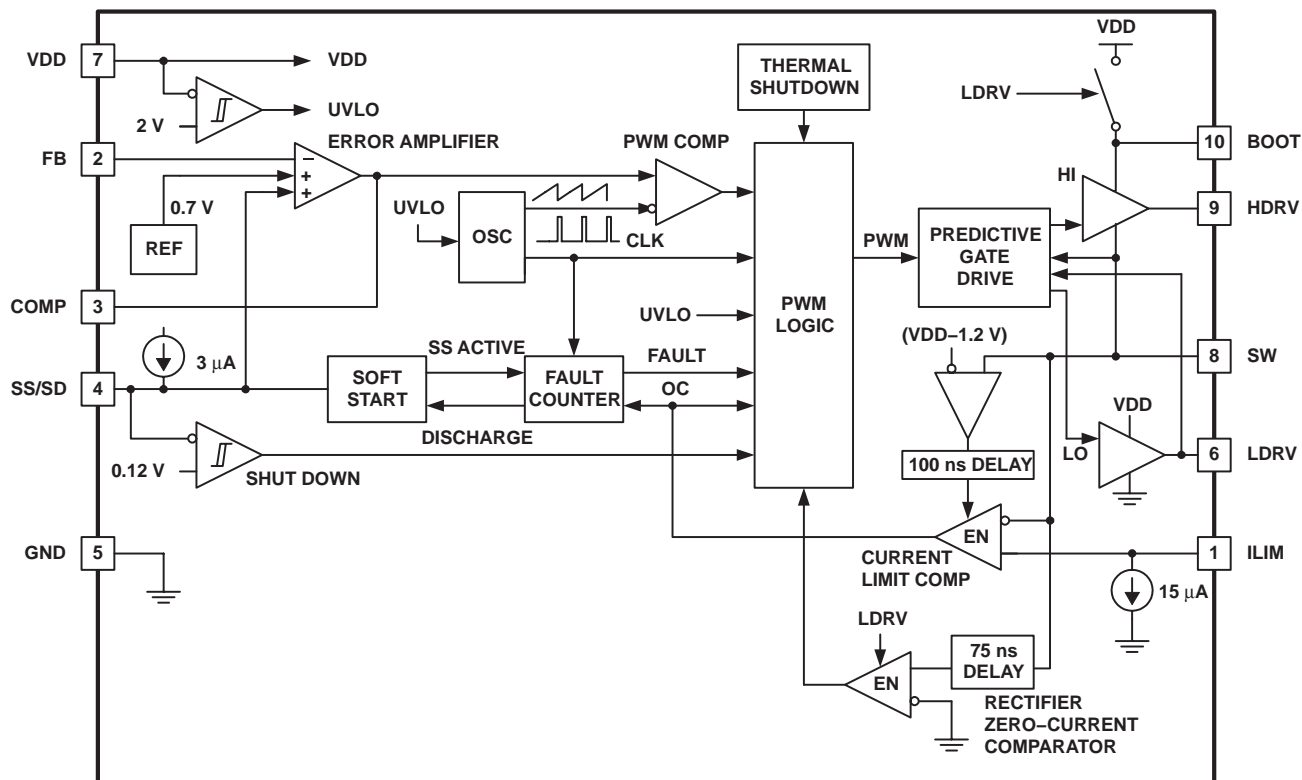 VDD
7
VDD
UVLO
2 V
FB
2
ERROR AMPLIFIER
0.7 V
REF
COMP
3
3 μA
SS/SD
4
0.12 V
SHUT DOWN
GND
5
THERMAL
SHUTDOWN
PWM COMP
UVLO
OSC
CLK
UVLO
SS ACTIVE
SOFT
START
FAULT
COUNTER
FAULT
OC
DISCHARGE
PWM
LOGIC
PWM
PREDICTIVE
GATE
DRIVE
VDD
LDRV
10
BOOT
HI
9
HDRV
(VDD–1.2 V)
8
SW
VDD
LO
6
LDRV
100 ns DELAY
EN
CURRENT
LIMIT COMP
1
ILIM
15 μA
LDRV
EN
75 ns
DELAY
RECTIFIER
ZERO–CURRENT
COMPARATOR
–
+
+